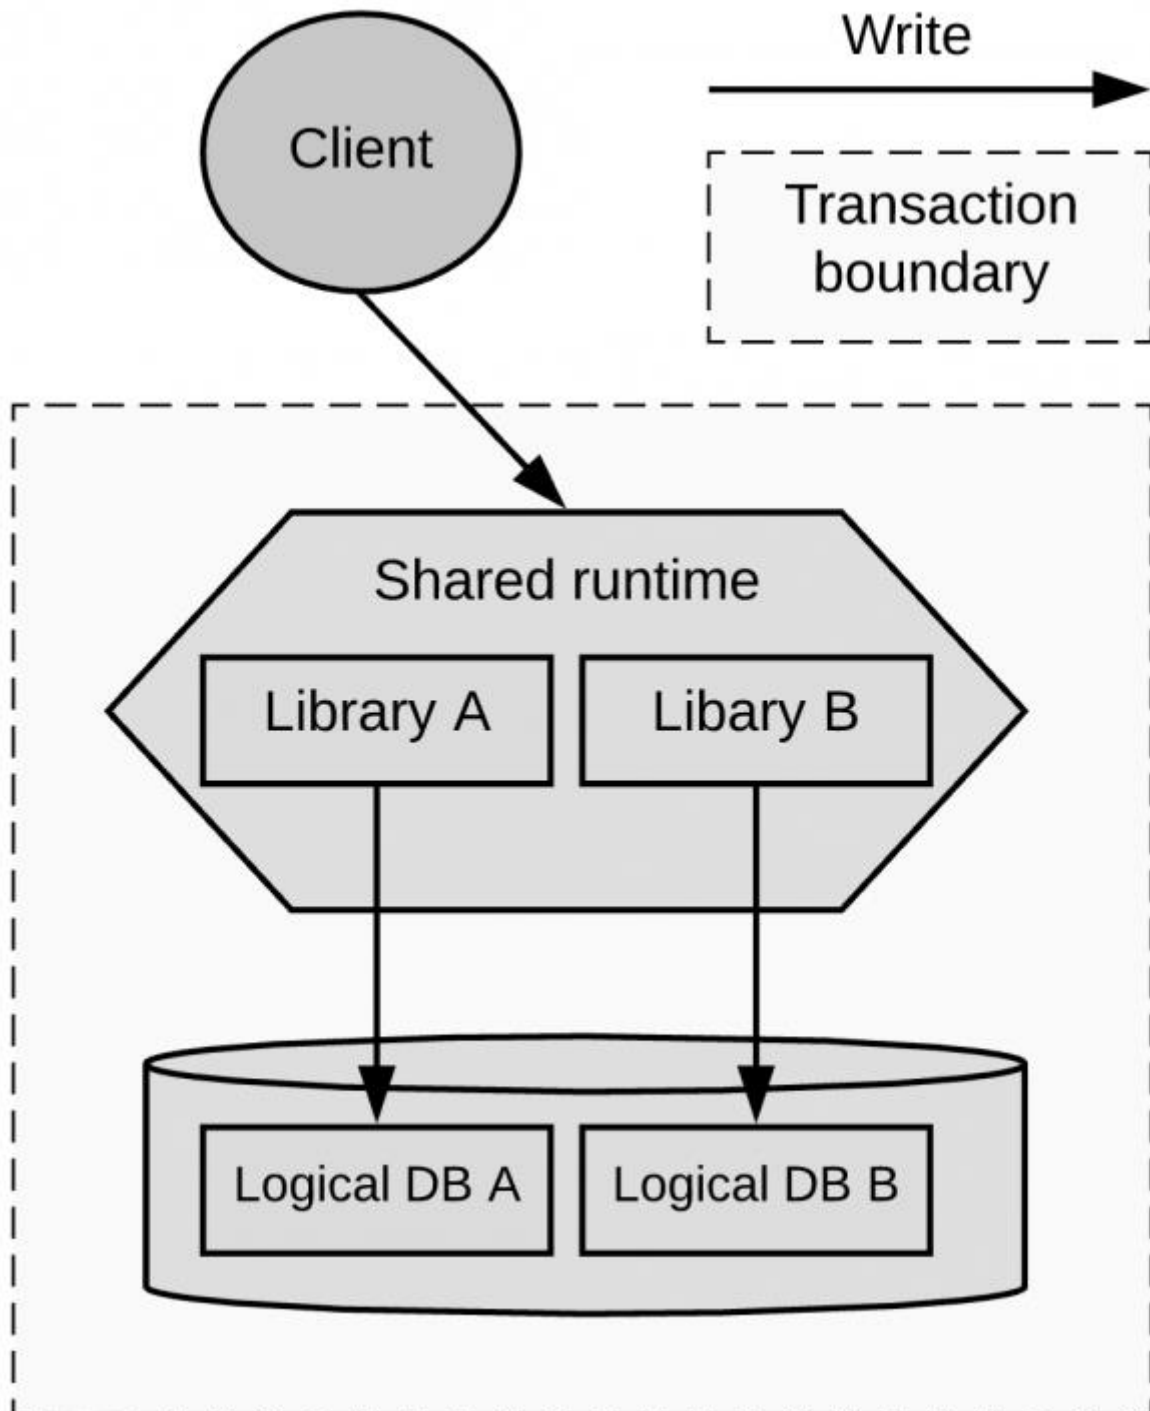 Write
Client
Transaction
boundary
Shared runtime
Library A
Libary B
Logical DB A
Logical DB B